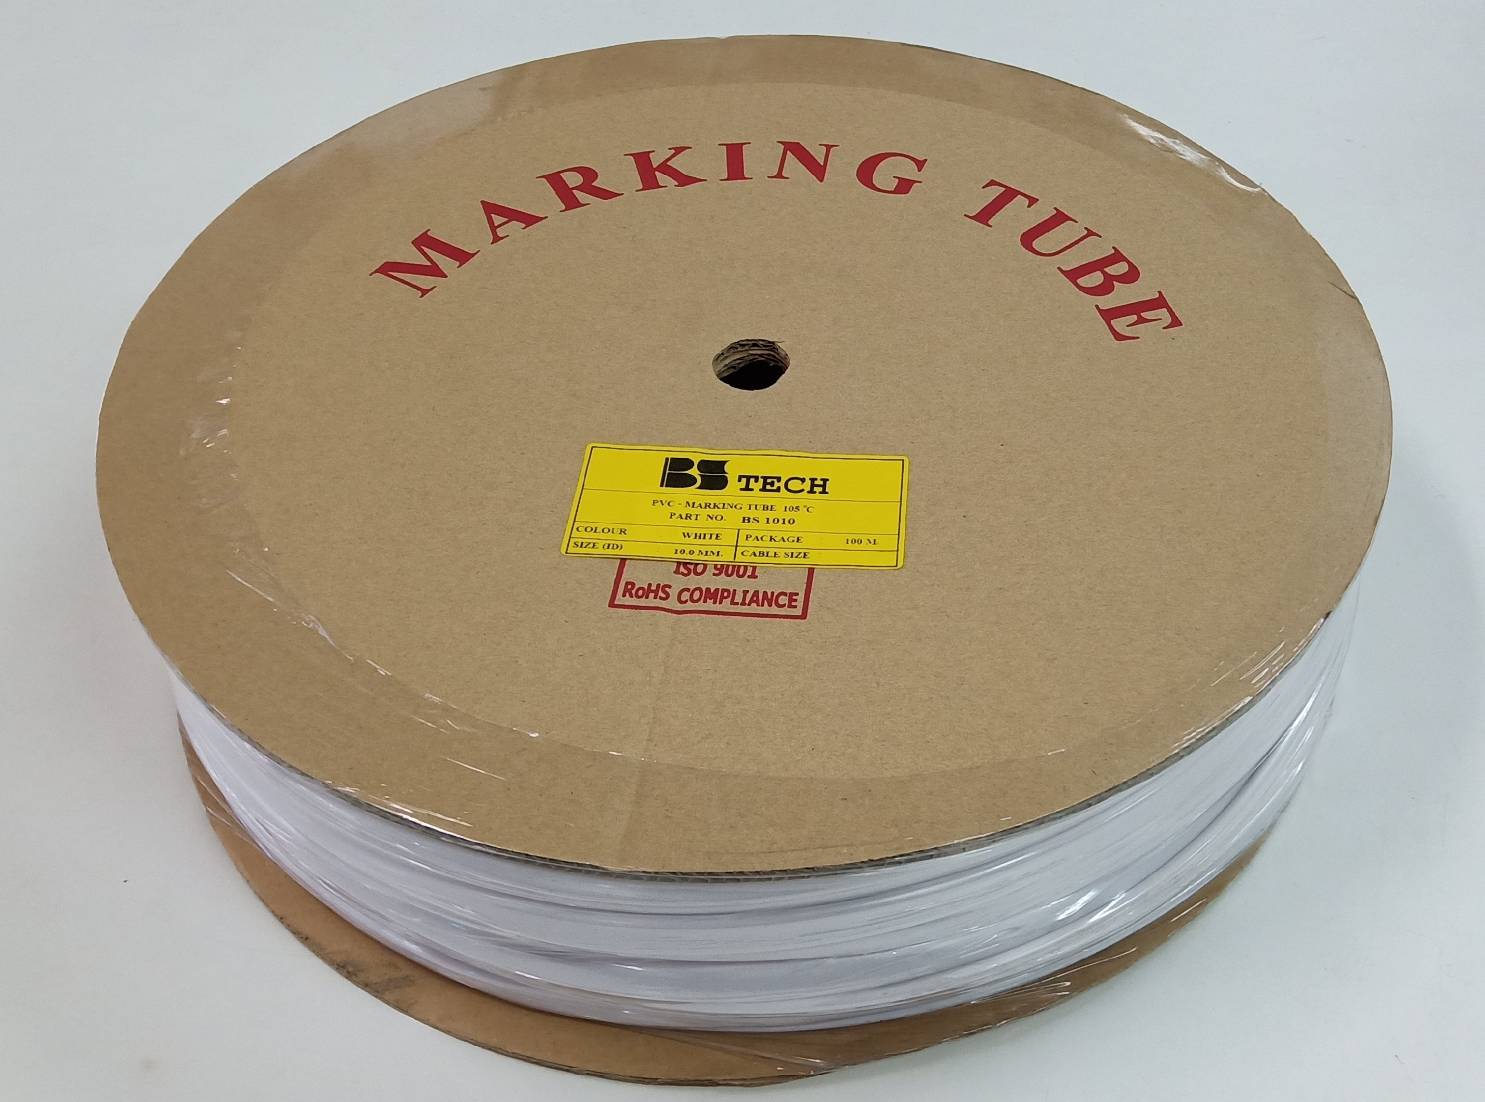 MARKING TUBE
BS TECH
PVC - MARKING TUBE 105 °C
PART NO. BS 1010
COLOUR WHITE PACKAGE 100 M.
SIZE (ID) 10.0 MM. CABLE SIZE
ISO 9001
RoHS COMPLIANCE